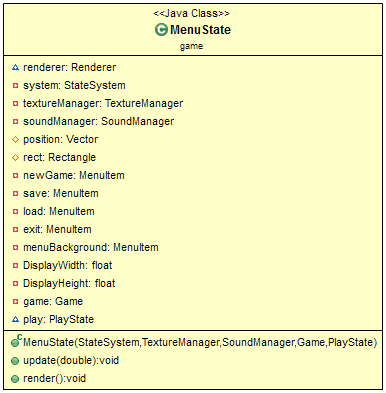 <<Java Class>>
MenuState
game
renderer: Renderer
system: StateSystem
textureManager: TextureManager
soundManager: SoundManager
position: Vector
rect: Rectangle
newGame: MenuItem
save: MenuItem
load: MenuItem
exit: MenuItem
menuBackground: MenuItem
DisplayWidth: float
DisplayHeight: float
game: Game
play: PlayState
MenuState(StateSystem,TextureManager,SoundManager,Game,PlayState)
update(double):void
render():void